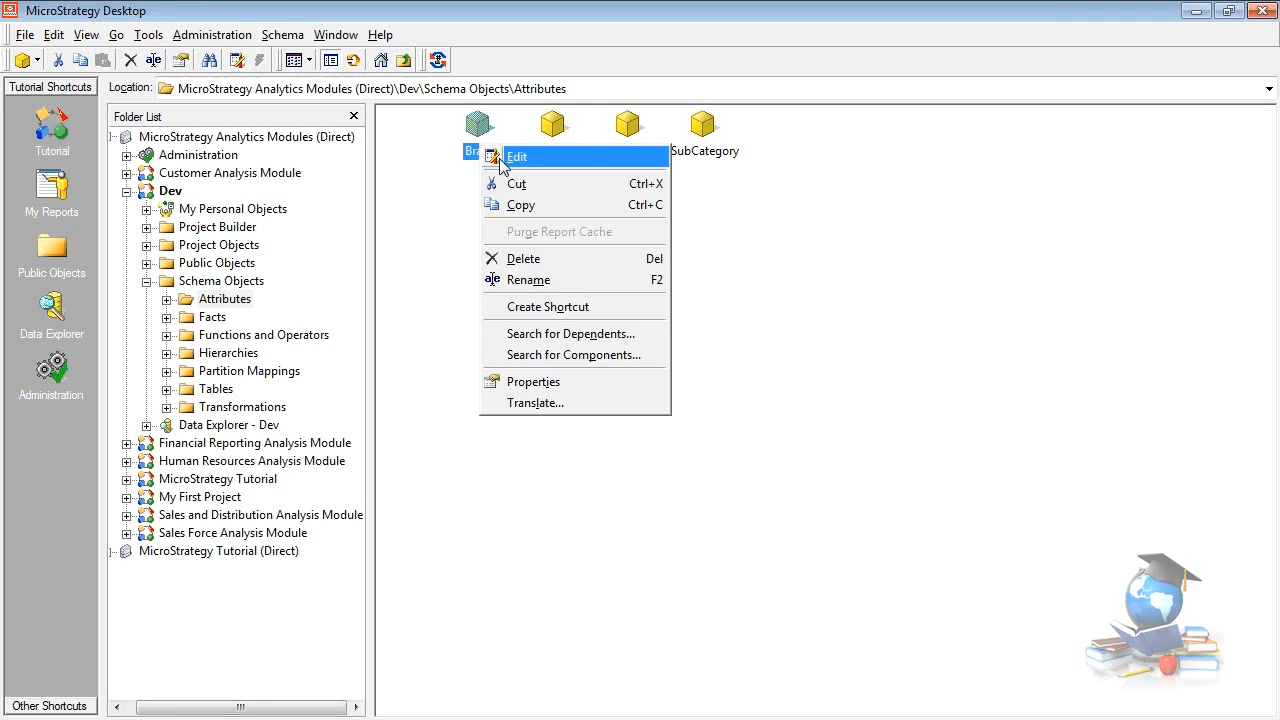 MicroStrategy Desktop
File Edit View Go Tools Administration Schema Window Help
Tutorial Shortcuts
Location: MicroStrategy Analytics Modules (Direct)\Dev\Schema Objects\Attributes
Tutorial
My Reports
Public Objects
Data Explorer
Administration
Other Shortcuts
Folder List
MicroStrategy Analytics Modules (Direct)
Administration
Customer Analysis Module
Dev
My Personal Objects
Project Builder
Project Objects
Public Objects
Schema Objects
Attributes
Facts
Functions and Operators
Hierarchies
Partition Mappings
Tables
Transformations
Data Explorer - Dev
Financial Reporting Analysis Module
Human Resources Analysis Module
MicroStrategy Tutorial
My First Project
Sales and Distribution Analysis Module
Sales Force Analysis Module
MicroStrategy Tutorial (Direct)
SubCategory
Edit
Cut Ctrl+X
Copy Ctrl+C
Purge Report Cache
Delete Del
Rename F2
Create Shortcut
Search for Dependents...
Search for Components...
Properties
Translate...